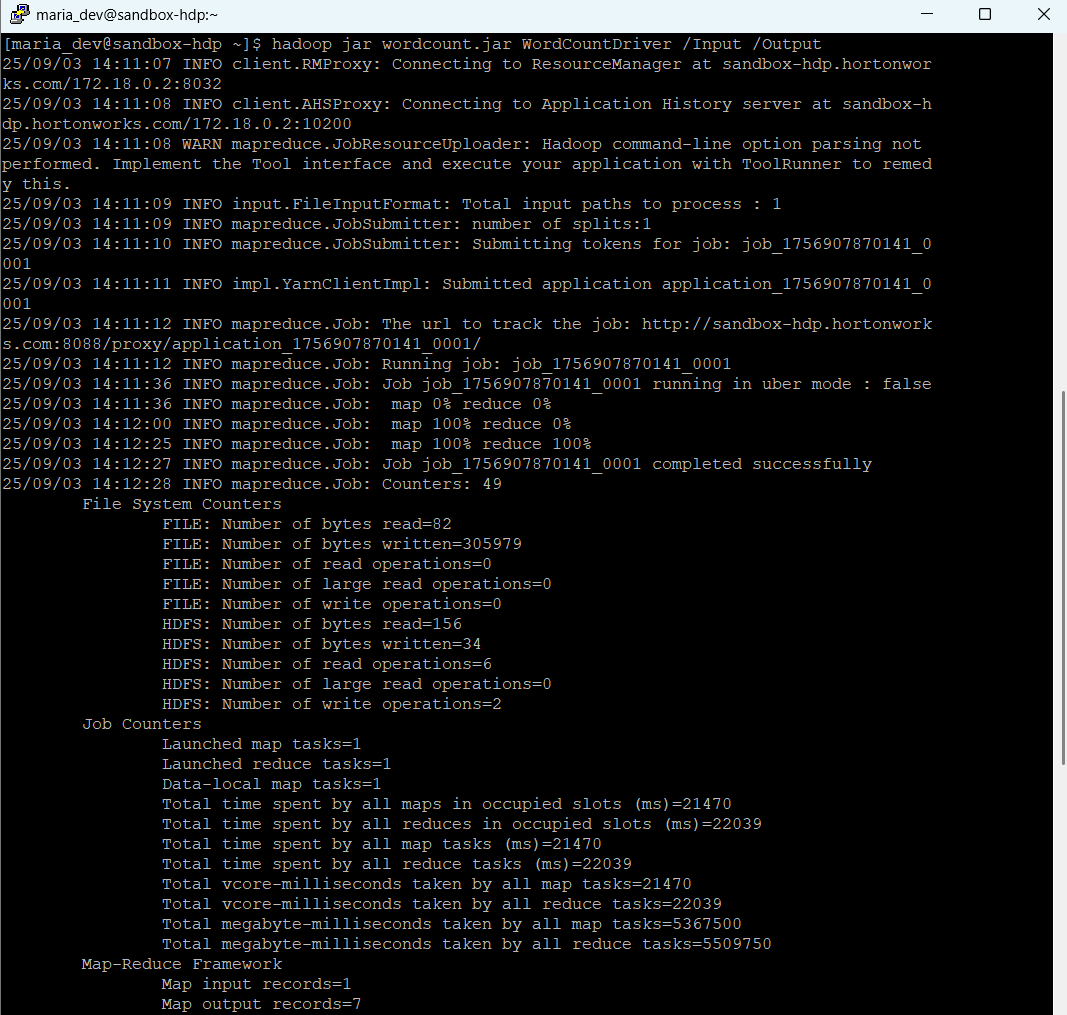 maria_dev@sandbox-hdp:~
[maria_dev@sandbox-hdp ~]$ hadoop jar wordcount.jar WordCountDriver /Input /Output
25/09/03 14:11:07 INFO client.RMProxy: Connecting to ResourceManager at sandbox-hdp.hortonwor
ks.com/172.18.0.2:8032
25/09/03 14:11:08 INFO client.AHSProxy: Connecting to Application History server at sandbox-h
dp.hortonworks.com/172.18.0.2:10200
25/09/03 14:11:08 WARN mapreduce.JobResourceUploader: Hadoop command-line option parsing not
performed. Implement the Tool interface and execute your application with ToolRunner to remed
y this.
25/09/03 14:11:09 INFO input.FileInputFormat: Total input paths to process : 1
25/09/03 14:11:09 INFO mapreduce.JobSubmitter: number of splits:1
25/09/03 14:11:10 INFO mapreduce.JobSubmitter: Submitting tokens for job: job_1756907870141_0
001
25/09/03 14:11:11 INFO impl.YarnClientImpl: Submitted application application_1756907870141_0
001
25/09/03 14:11:12 INFO mapreduce.Job: The url to track the job: http://sandbox-hdp.hortonwork
s.com:8088/proxy/application_1756907870141_0001/
25/09/03 14:11:12 INFO mapreduce.Job: Running job: job_1756907870141_0001
25/09/03 14:11:36 INFO mapreduce.Job: Job job_1756907870141_0001 running in uber mode : false
25/09/03 14:11:36 INFO mapreduce.Job:  map 0% reduce 0%
25/09/03 14:12:00 INFO mapreduce.Job:  map 100% reduce 0%
25/09/03 14:12:25 INFO mapreduce.Job:  map 100% reduce 100%
25/09/03 14:12:27 INFO mapreduce.Job: Job job_1756907870141_0001 completed successfully
25/09/03 14:12:28 INFO mapreduce.Job: Counters: 49
File System Counters
FILE: Number of bytes read=82
FILE: Number of bytes written=305979
FILE: Number of read operations=0
FILE: Number of large read operations=0
FILE: Number of write operations=0
HDFS: Number of bytes read=156
HDFS: Number of bytes written=34
HDFS: Number of read operations=6
HDFS: Number of large read operations=0
HDFS: Number of write operations=2
Job Counters
Launched map tasks=1
Launched reduce tasks=1
Data-local map tasks=1
Total time spent by all maps in occupied slots (ms)=21470
Total time spent by all reduces in occupied slots (ms)=22039
Total time spent by all map tasks (ms)=21470
Total time spent by all reduce tasks (ms)=22039
Total vcore-milliseconds taken by all map tasks=21470
Total vcore-milliseconds taken by all reduce tasks=22039
Total megabyte-milliseconds taken by all map tasks=5367500
Total megabyte-milliseconds taken by all reduce tasks=5509750
Map-Reduce Framework
Map input records=1
Map output records=7